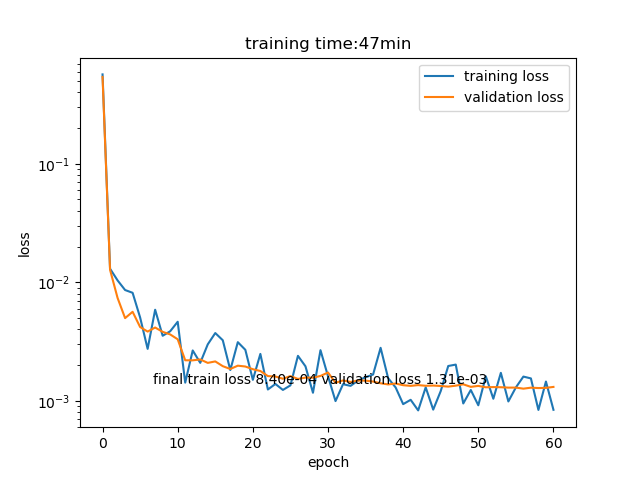 training time:47min
training loss
validation loss
10⁻¹
10⁻²
10⁻³
loss
final train loss 8.40e-04 validation loss 1.31e-03
0 10 20 30 40 50 60
epoch